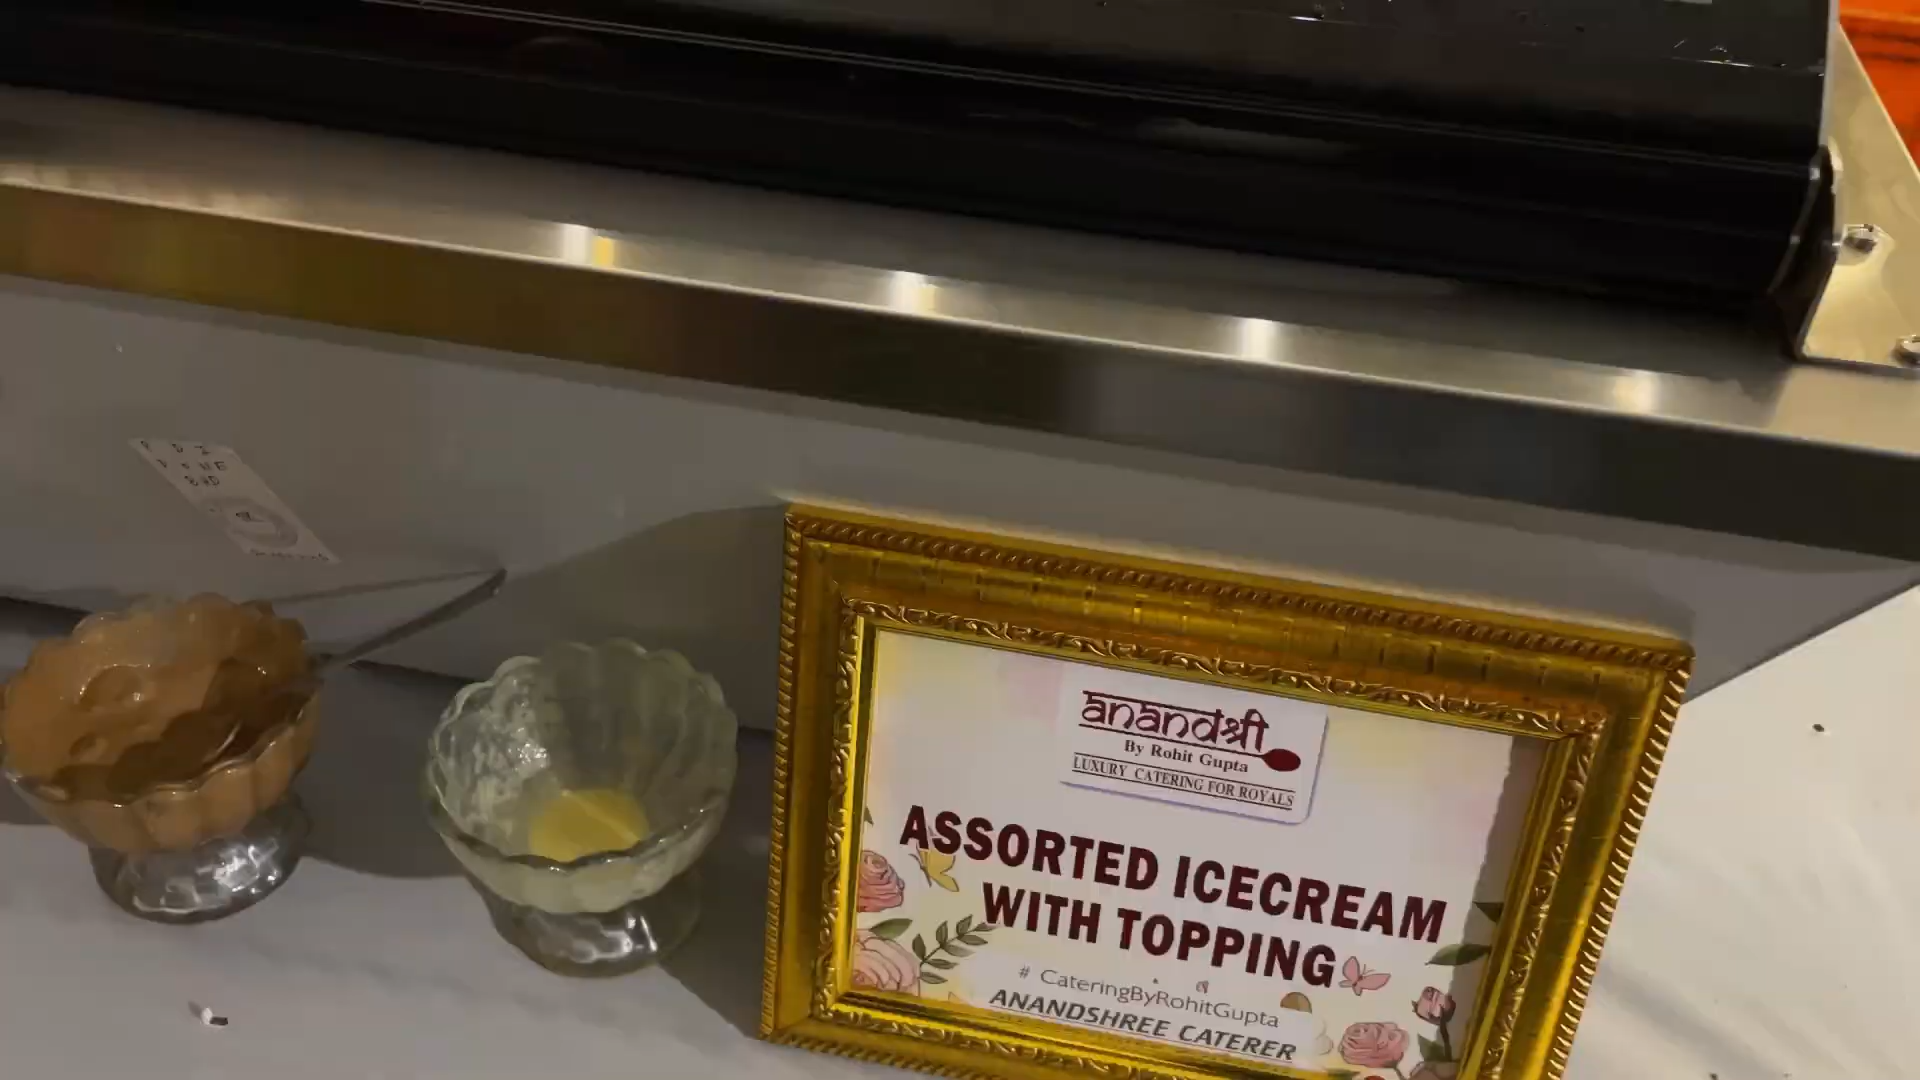 anandश्री
By Rohit Gupta
LUXURY CATERING FOR ROYALS
ASSORTED ICECREAM
WITH TOPPING
# CateringByRohitGupta
ANANDSHREE CATERER